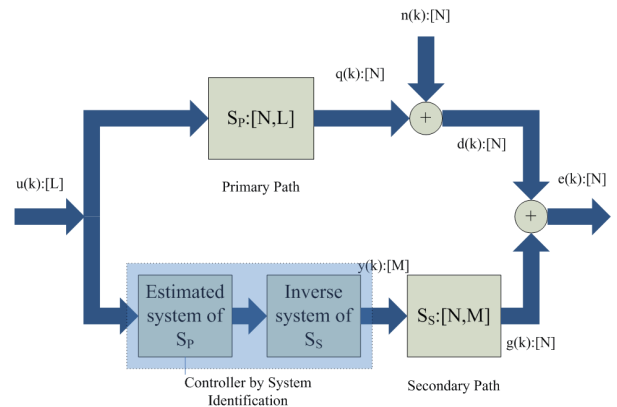 n(k):[N]
q(k):[N]
S_P:[N,L]
+
d(k):[N]
Primary Path
u(k):[L]
e(k):[N]
+
y(k):[M]
Estimated
system of
S_P
Inverse
system of
S_S
S_S:[N,M]
g(k):[N]
Controller by System
Identification
Secondary Path